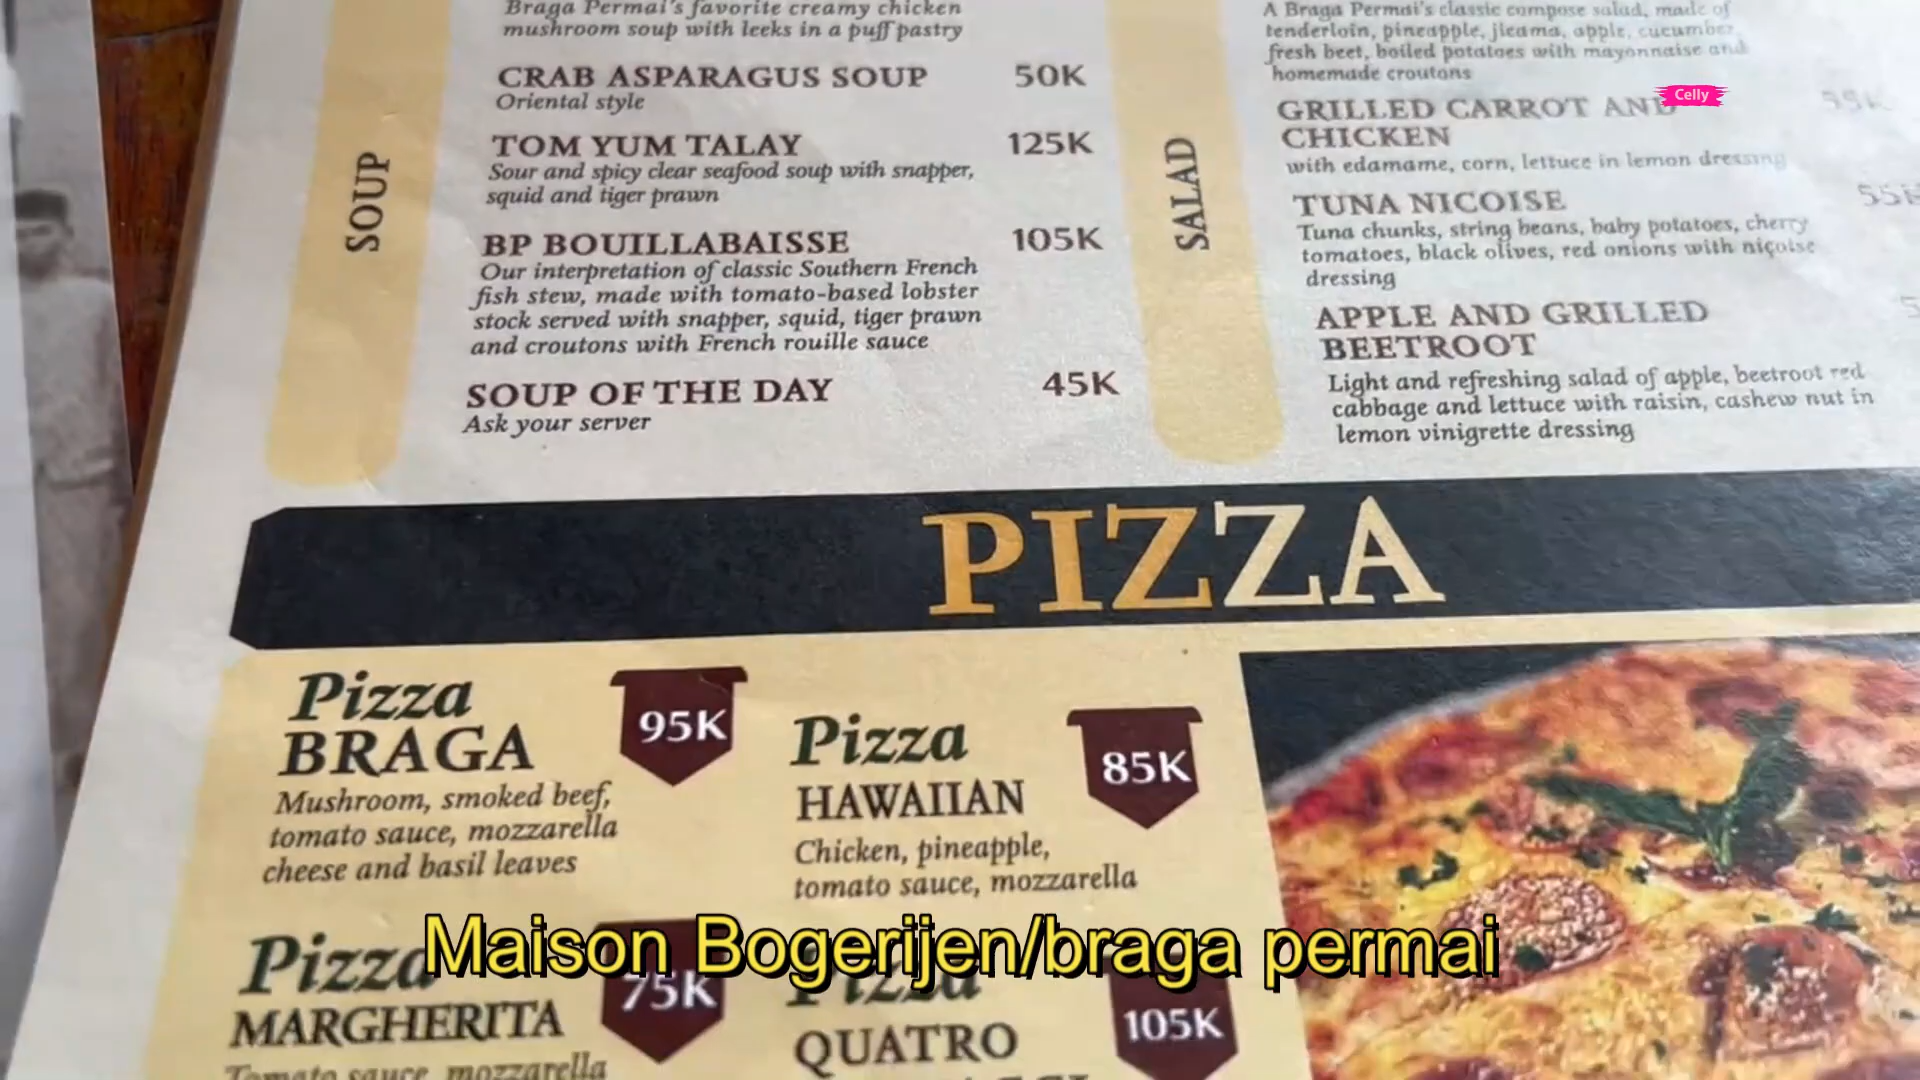 Braga Permai's favorite creamy chicken
mushroom soup with leeks in a puff pastry
CRAB ASPARAGUS SOUP 50K
Oriental style
TOM YUM TALAY 125K
Sour and spicy clear seafood soup with snapper,
squid and tiger prawn
BP BOUILLABAISSE 105K
Our interpretation of classic Southern French
fish stew, made with tomato-based lobster
stock served with snapper, squid, tiger prawn
and croutons with French rouille sauce
SOUP OF THE DAY 45K
Ask your server
SOUP
A Braga Permai's classic compose salad, made of
tenderloin, pineapple, jicama, apple, cucumber,
fresh beet, boiled potatoes with mayonnaise and
homemade croutons
Celly
GRILLED CARROT AND 55K
CHICKEN
with edamame, corn, lettuce in lemon dressing
TUNA NICOISE 55K
Tuna chunks, string beans, baby potatoes, cherry
tomatoes, black olives, red onions with niçoise
dressing
APPLE AND GRILLED
BEETROOT
Light and refreshing salad of apple, beetroot red
cabbage and lettuce with raisin, cashew nut in
lemon vinigrette dressing
SALAD
PIZZA
Pizza
BRAGA
95K
Mushroom, smoked beef,
tomato sauce, mozzarella
cheese and basil leaves
Pizza
HAWAIIAN
85K
Chicken, pineapple,
tomato sauce, mozzarella
Maison Bogerijen/braga permai
Pizza
MARGHERITA
75K
Tomato sauce, mozzarella
Pizza
QUATRO
105K